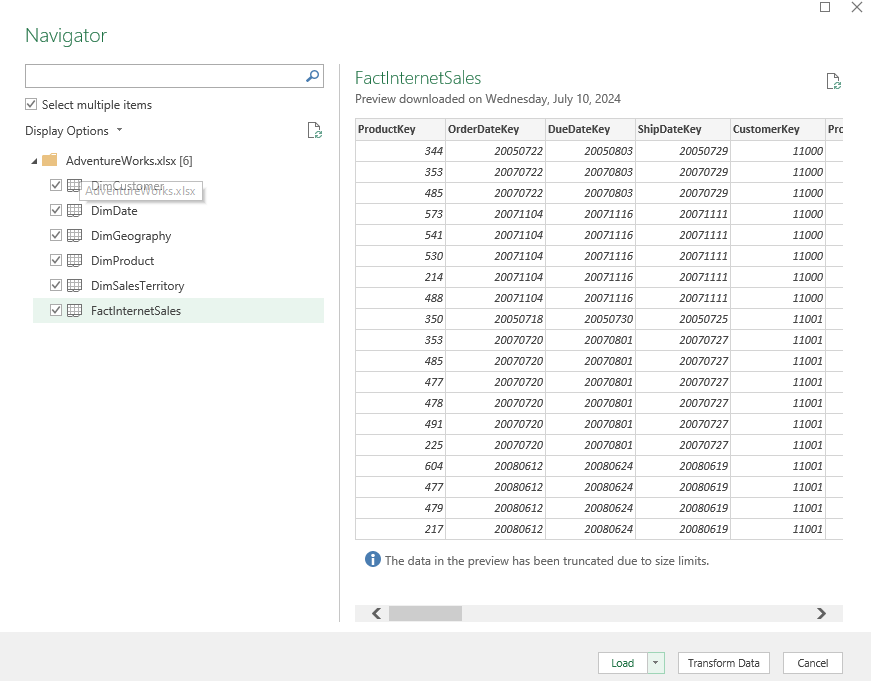 Navigator
Select multiple items
Display Options
AdventureWorks.xlsx [6]
DimCustomer
AdventureWorks.xlsx
DimDate
DimGeography
DimProduct
DimSalesTerritory
FactInternetSales
FactInternetSales
Preview downloaded on Wednesday, July 10, 2024
ProductKey OrderDateKey DueDateKey ShipDateKey CustomerKey Pro
344 20050722 20050803 20050729 11000
353 20070722 20070803 20070729 11000
485 20070722 20070803 20070729 11000
573 20071104 20071116 20071111 11000
541 20071104 20071116 20071111 11000
530 20071104 20071116 20071111 11000
214 20071104 20071116 20071111 11000
488 20071104 20071116 20071111 11000
350 20050718 20050730 20050725 11001
353 20070720 20070801 20070727 11001
485 20070720 20070801 20070727 11001
477 20070720 20070801 20070727 11001
478 20070720 20070801 20070727 11001
491 20070720 20070801 20070727 11001
225 20070720 20070801 20070727 11001
604 20080612 20080624 20080619 11001
477 20080612 20080624 20080619 11001
479 20080612 20080624 20080619 11001
217 20080612 20080624 20080619 11001
The data in the preview has been truncated due to size limits.
Load Transform Data Cancel